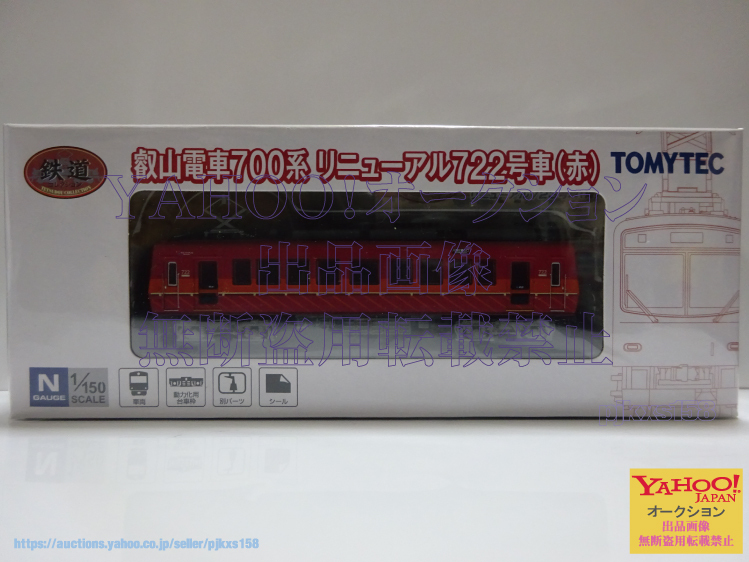 鉄道
叡山電車700系 リニューアル722号車(赤)
TOMYTEC
YAHOO!オークション
出品画像
無断盗用転載禁止
N
GAUGE
1/150
SCALE
車両
動力化用
台車枠
別パーツ
シール
YAHOO!
JAPAN
オークション
出品画像
無断盗用転載禁止
https://auctions.yahoo.co.jp/seller/pjkxs158